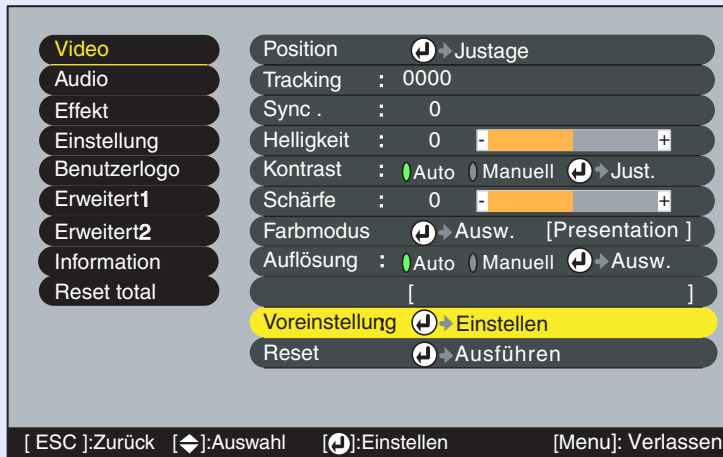 Video
Audio
Effekt
Einstellung
Benutzerlogo
Erweitert1
Erweitert2
Information
Reset total
Position Justage
Tracking : 0000
Sync . : 0
Helligkeit : 0 - +
Kontrast : Auto Manuell Just.
Schärfe : 0 - +
Farbmodus Ausw. [Presentation ]
Auflösung : Auto Manuell Ausw.
[ ]
Voreinstellung: Einstellen
Reset Ausführen
[ ESC ]:Zurück [ ]:Auswahl [ ]:Einstellen [Menu]: Verlassen